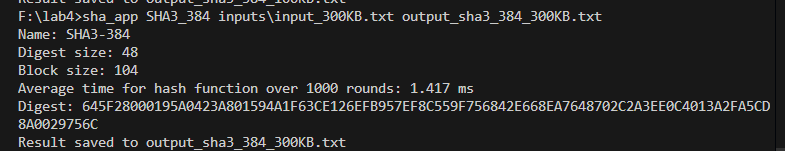 Result saved to output_sha3_384_100KB.txt
F:\lab4>sha_app SHA3_384 inputs\input_300KB.txt output_sha3_384_300KB.txt
Name: SHA3-384
Digest size: 48
Block size: 104
Average time for hash function over 1000 rounds: 1.417 ms
Digest: 645F28000195A0423A801594A1F63CE126EFB957EF8C559F756842E668EA7648702C2A3EE0C4013A2FA5CD
8A0029756C
Result saved to output_sha3_384_300KB.txt